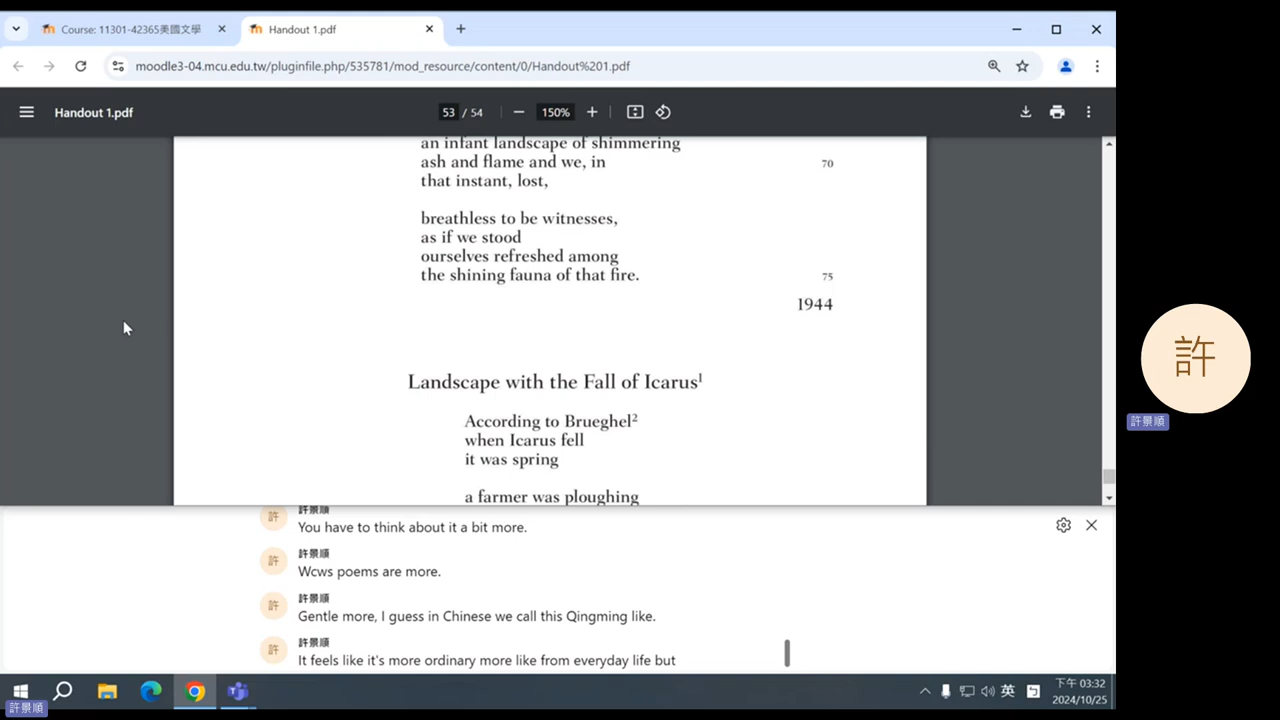 Course: 11301-42365美國文學
Handout 1.pdf
moodle3-04.mcu.edu.tw/pluginfile.php/535781/mod_resource/content/0/Handout%201.pdf
Handout 1.pdf
53 / 54
150%
an infant landscape of shimmering
ash and flame and we, in
70
that instant, lost,
breathless to be witnesses,
as if we stood
ourselves refreshed among
the shining fauna of that fire.
75
1944
Landscape with the Fall of Icarus1
According to Brueghel2
when Icarus fell
it was spring
a farmer was ploughing
許
許景順
許
許景順
You have to think about it a bit more.
許
許景順
Wcws poems are more.
許
許景順
Gentle more, I guess in Chinese we call this Qingming like.
許
許景順
It feels like it's more ordinary more like from everyday life but
英
下午 03:32
2024/10/25
許景順